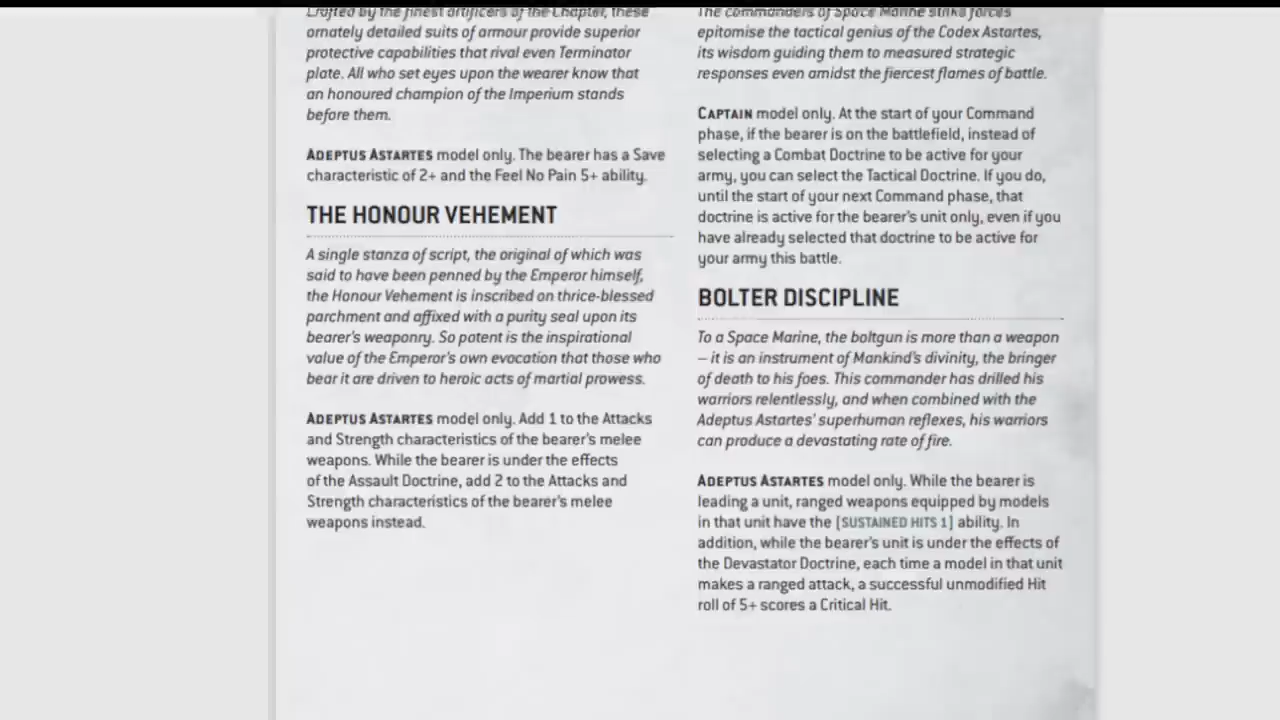 Crafted by the finest artificers of the Chapter, these
ornately detailed suits of armour provide superior
protective capabilities that rival even Terminator
plate. All who set eyes upon the wearer know that
an honoured champion of the Imperium stands
before them.
ADEPTUS ASTARTES model only. The bearer has a Save
characteristic of 2+ and the Feel No Pain 5+ ability.
THE HONOUR VEHEMENT
A single stanza of script, the original of which was
said to have been penned by the Emperor himself,
the Honour Vehement is inscribed on thrice-blessed
parchment and affixed with a purity seal upon its
bearer's weaponry. So potent is the inspirational
value of the Emperor's own evocation that those who
bear it are driven to heroic acts of martial prowess.
ADEPTUS ASTARTES model only. Add 1 to the Attacks
and Strength characteristics of the bearer's melee
weapons. While the bearer is under the effects
of the Assault Doctrine, add 2 to the Attacks and
Strength characteristics of the bearer's melee
weapons instead.
The commanders of Space Marine strike forces
epitomise the tactical genius of the Codex Astartes,
its wisdom guiding them to measured strategic
responses even amidst the fiercest flames of battle.
CAPTAIN model only. At the start of your Command
phase, if the bearer is on the battlefield, instead of
selecting a Combat Doctrine to be active for your
army, you can select the Tactical Doctrine. If you do,
until the start of your next Command phase, that
doctrine is active for the bearer's unit only, even if you
have already selected that doctrine to be active for
your army this battle.
BOLTER DISCIPLINE
To a Space Marine, the boltgun is more than a weapon
– it is an instrument of Mankind's divinity, the bringer
of death to his foes. This commander has drilled his
warriors relentlessly, and when combined with the
Adeptus Astartes' superhuman reflexes, his warriors
can produce a devastating rate of fire.
ADEPTUS ASTARTES model only. While the bearer is
leading a unit, ranged weapons equipped by models
in that unit have the [SUSTAINED HITS 1] ability. In
addition, while the bearer's unit is under the effects of
the Devastator Doctrine, each time a model in that unit
makes a ranged attack, a successful unmodified Hit
roll of 5+ scores a Critical Hit.